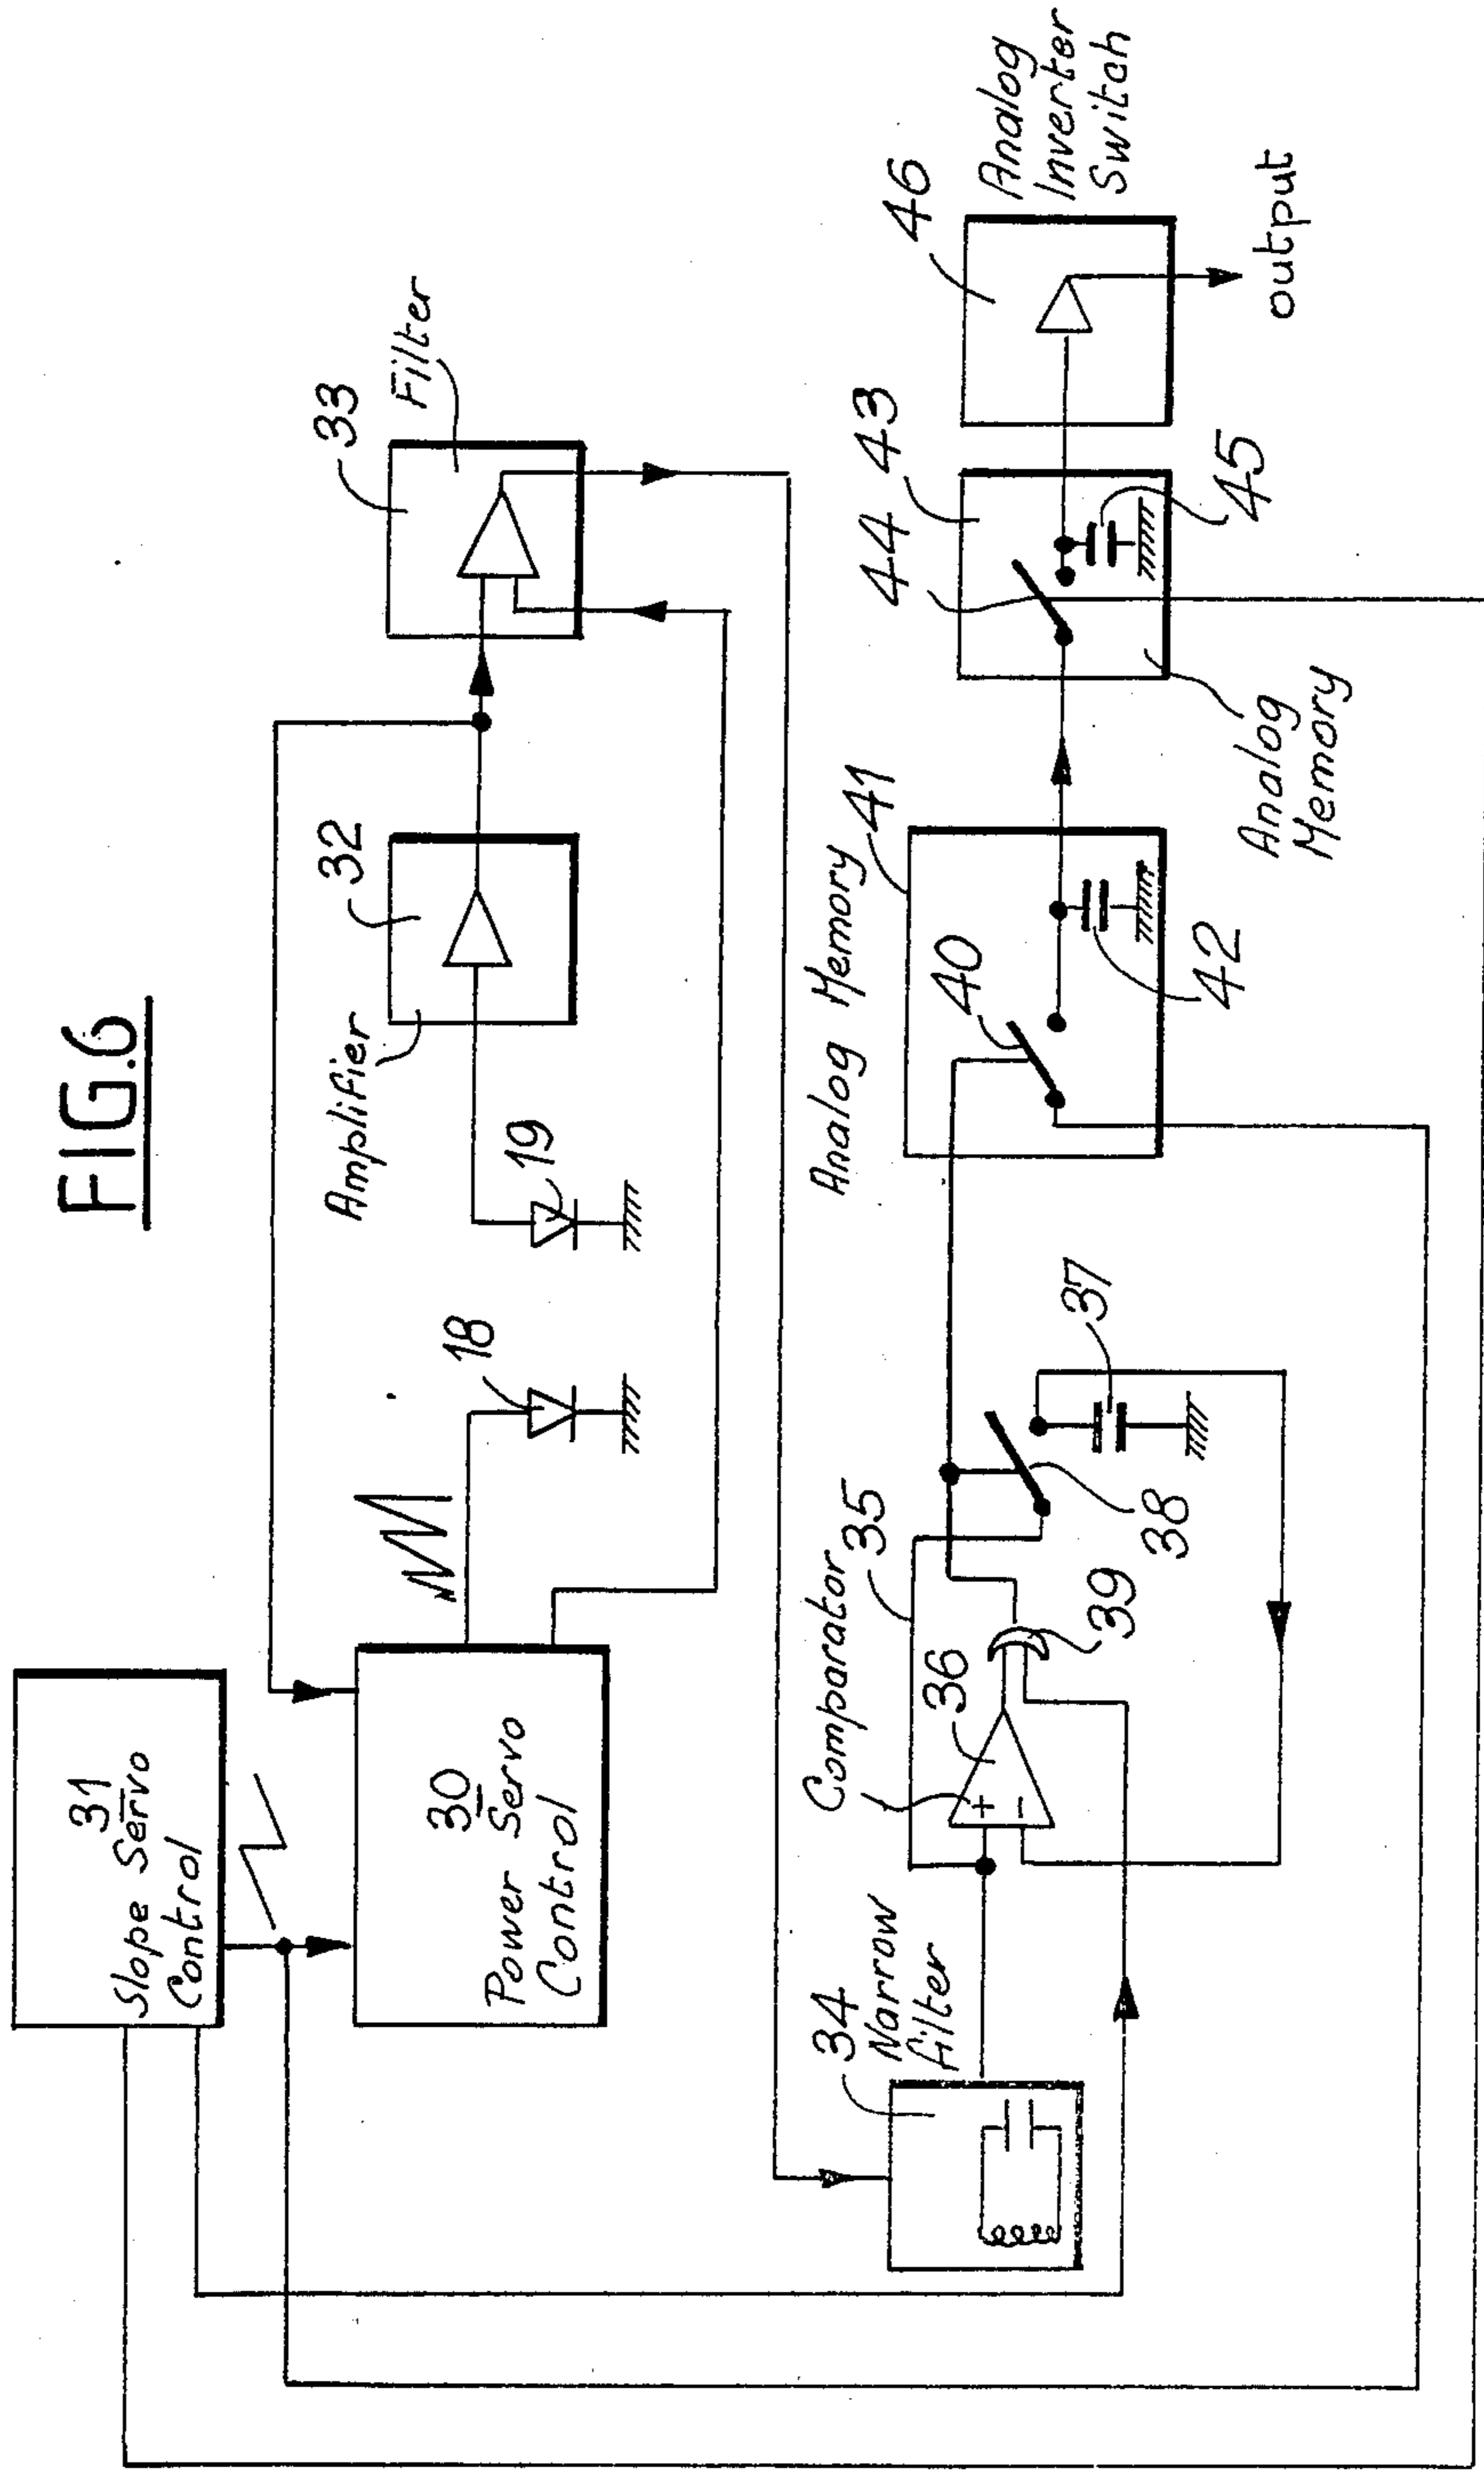 FIG.6
31
Slope Servo
Control
30
Power Servo
Control
18
19
Amplifier
32
33
Filter
34
Narrow
filter
Comparator
35
36
39
38
37
Analog Memory
41
40
42
44
43
45
Analog
Memory
46
Analog
Inverter
Switch
output